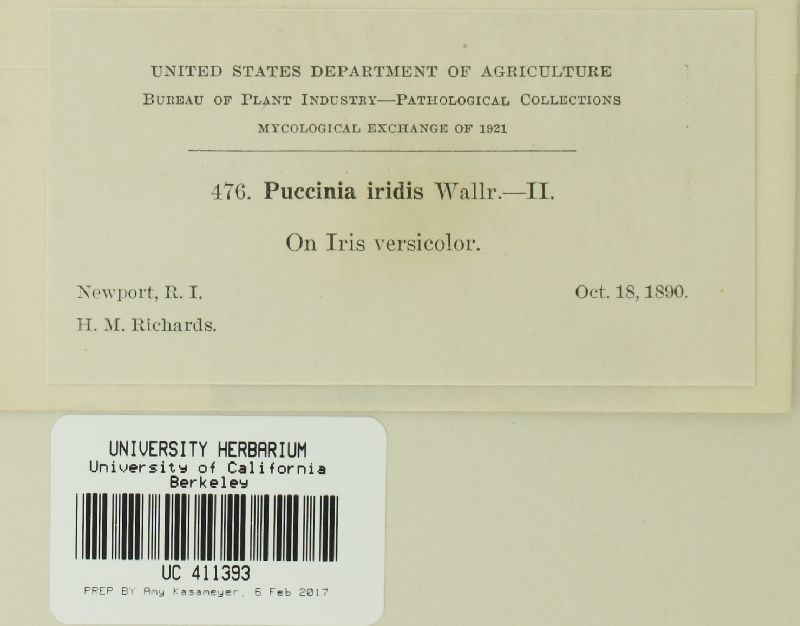 UNITED STATES DEPARTMENT OF AGRICULTURE
BUREAU OF PLANT INDUSTRY—PATHOLOGICAL COLLECTIONS
MYCOLOGICAL EXCHANGE OF 1921
476. Puccinia iridis Wallr.—II.
On Iris versicolor.
Newport, R. I. Oct. 18, 1890.
H. M. Richards.
UNIVERSITY HERBARIUM
University of California
Berkeley
UC 411393
PREP BY Amy Kasameyer, 6 Feb 2017